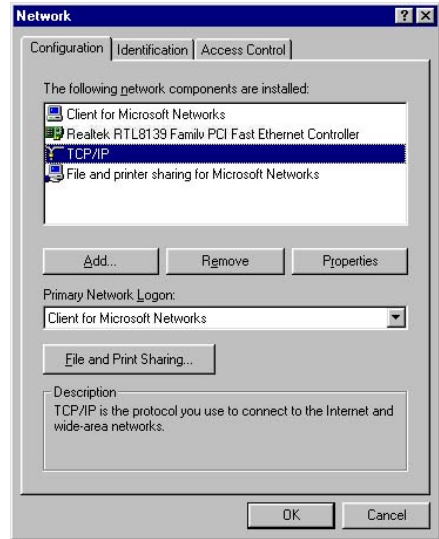 Network
Configuration Identification Access Control
The following network components are installed:
Client for Microsoft Networks
Realtek RTL8139 Family PCI Fast Ethernet Controller
TCP/IP
File and printer sharing for Microsoft Networks
Add... Remove Properties
Primary Network Logon:
Client for Microsoft Networks
File and Print Sharing...
Description
TCP/IP is the protocol you use to connect to the Internet and
wide-area networks.
OK Cancel